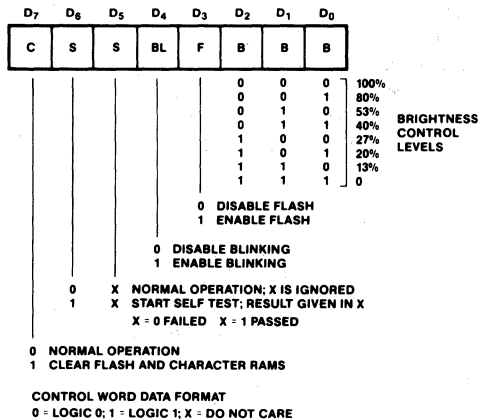 D7 D6 D5 D4 D3 D2 D1 D0
C S S BL F B B B
0 0 0 100%
0 0 1 80%
0 1 0 53%
0 1 1 40%
1 0 0 27%
1 0 1 20%
1 1 0 13%
1 1 1 0
BRIGHTNESS
CONTROL
LEVELS
0 DISABLE FLASH
1 ENABLE FLASH
0 DISABLE BLINKING
1 ENABLE BLINKING
0 X NORMAL OPERATION; X IS IGNORED
1 X START SELF TEST; RESULT GIVEN IN X
X = 0 FAILED X = 1 PASSED
0 NORMAL OPERATION
1 CLEAR FLASH AND CHARACTER RAMS
CONTROL WORD DATA FORMAT
0 = LOGIC 0; 1 = LOGIC 1; X = DO NOT CARE